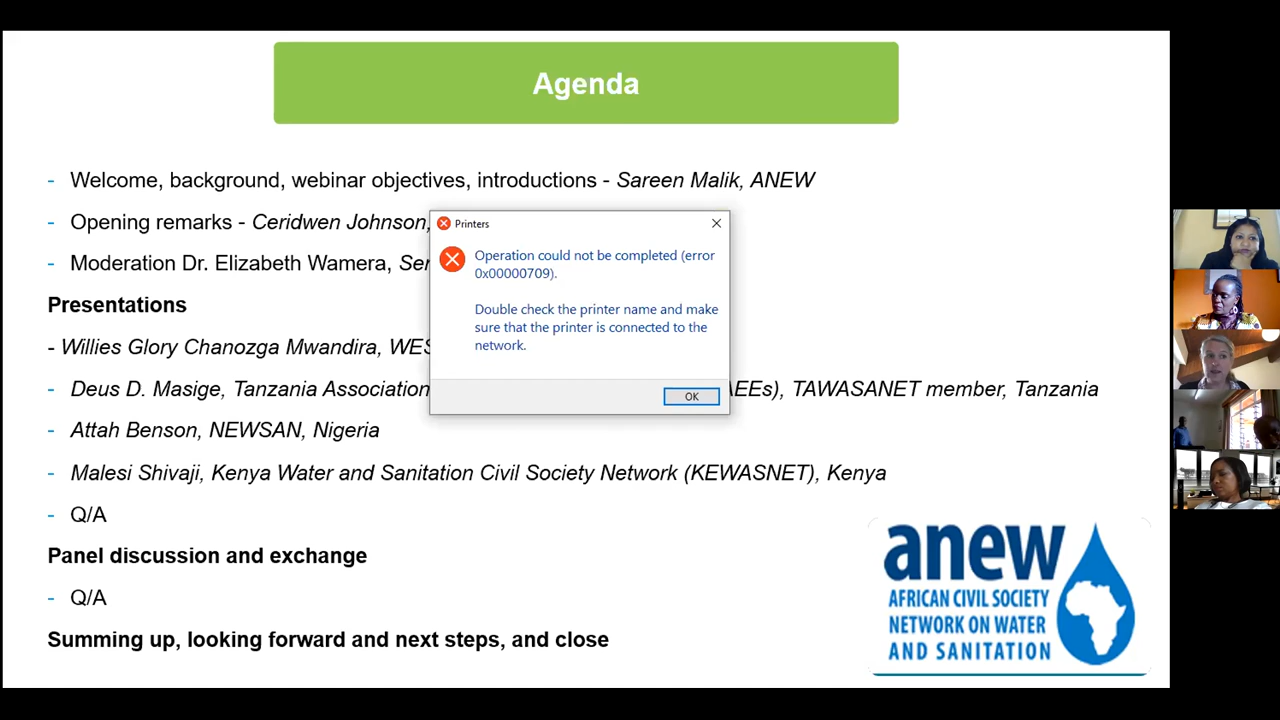 Agenda
- Welcome, background, webinar objectives, introductions - Sareen Malik, ANEW
- Opening remarks - Ceridwen Johnson,
- Moderation Dr. Elizabeth Wamera,
Presentations
- Willies Glory Chanozga Mwandira,
- Deus D. Masige, Tanzania Association AEEs), TAWASANET member, Tanzania
- Attah Benson, NEWSAN, Nigeria
- Malesi Shivaji, Kenya Water and Sanitation Civil Society Network (KEWASNET), Kenya
- Q/A
Panel discussion and exchange
- Q/A
Summing up, looking forward and next steps, and close
Printers
Operation could not be completed (error
0x00000709).
Double check the printer name and make
sure that the printer is connected to the
network.
OK
anew
AFRICAN CIVIL SOCIETY
NETWORK ON WATER
AND SANITATION